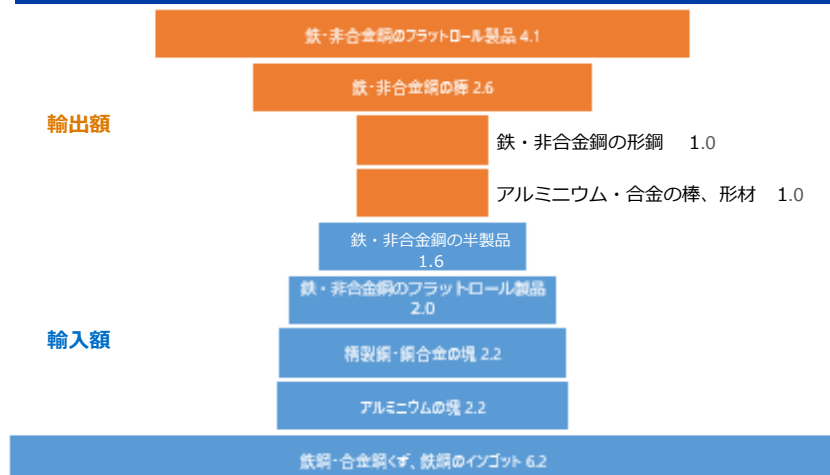 鉄・非合金鋼のフラットロール製品 4.1
鉄・非合金鋼の棒 2.6
輸出額
鉄・非合金鋼の形鋼 1.0
アルミニウム・合金の棒、形材 1.0
鉄・非合金鋼の半製品
1.6
鉄・非合金鋼のフラットロール製品
2.0
輸入額
精製銅・銅合金の塊 2.2
アルミニウムの塊 2.2
鉄鋼・合金鋼くず、鉄鋼のインゴット 6.2